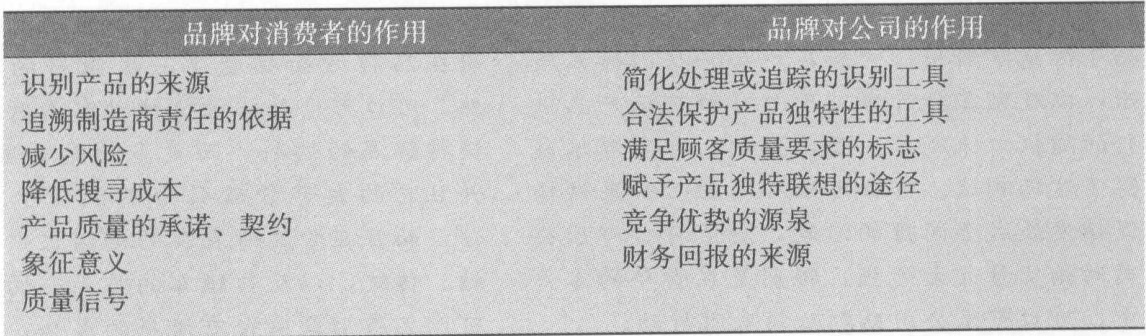 品牌对消费者的作用
品牌对公司的作用
识别产品的来源
追溯制造商责任的依据
减少风险
降低搜寻成本
产品质量的承诺、契约
象征意义
质量信号
简化处理或追踪的识别工具
合法保护产品独特性的工具
满足顾客质量要求的标志
赋予产品独特联想的途径
竞争优势的源泉
财务回报的来源